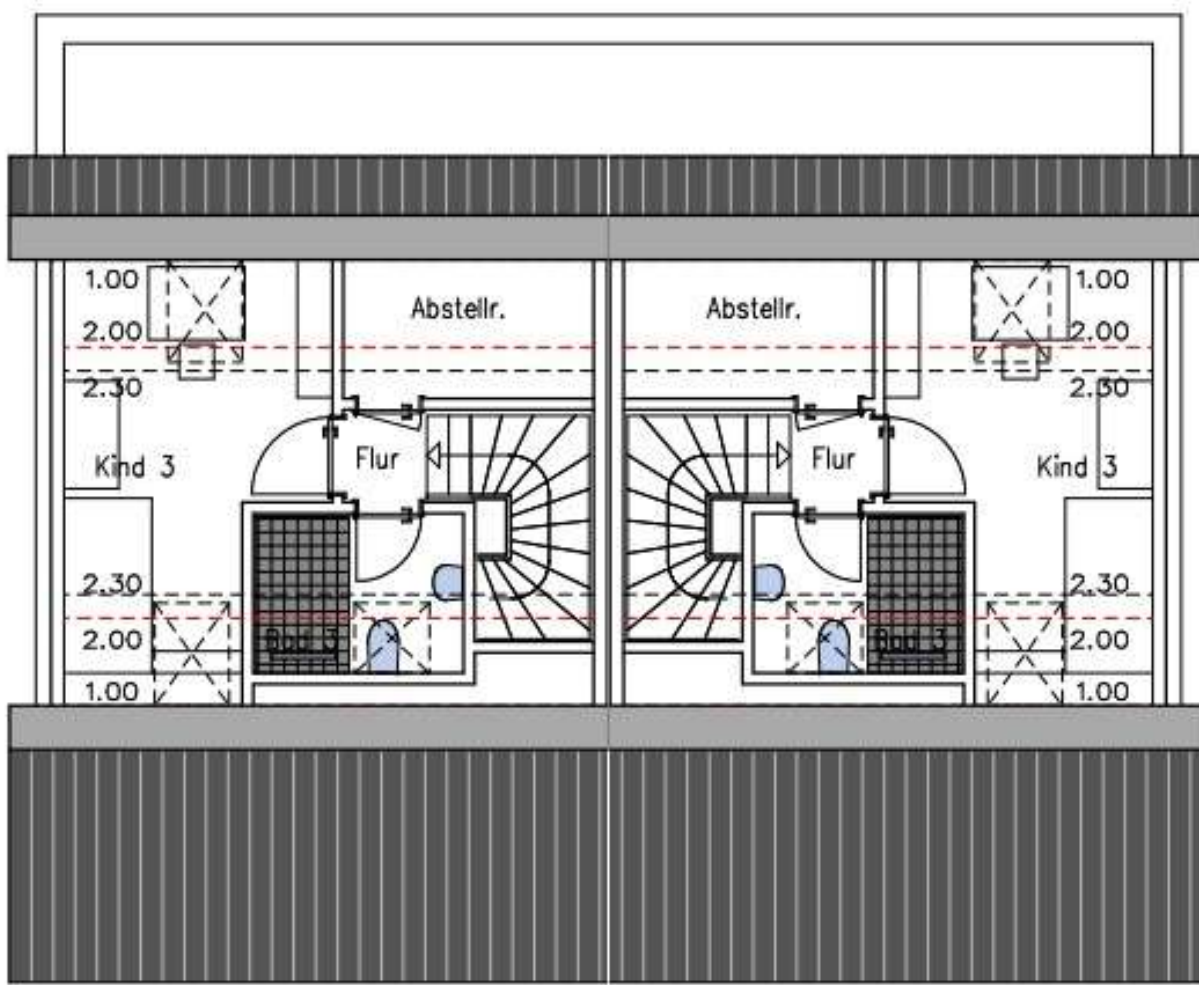 1.00 Abstellr. Abstellr. 1.00
2.00 2.00
2.30 2.30
Kind 3 Flur Flur Kind 3
2.30 2.30
2.00 Bad 3 Bad 3 2.00
1.00 1.00